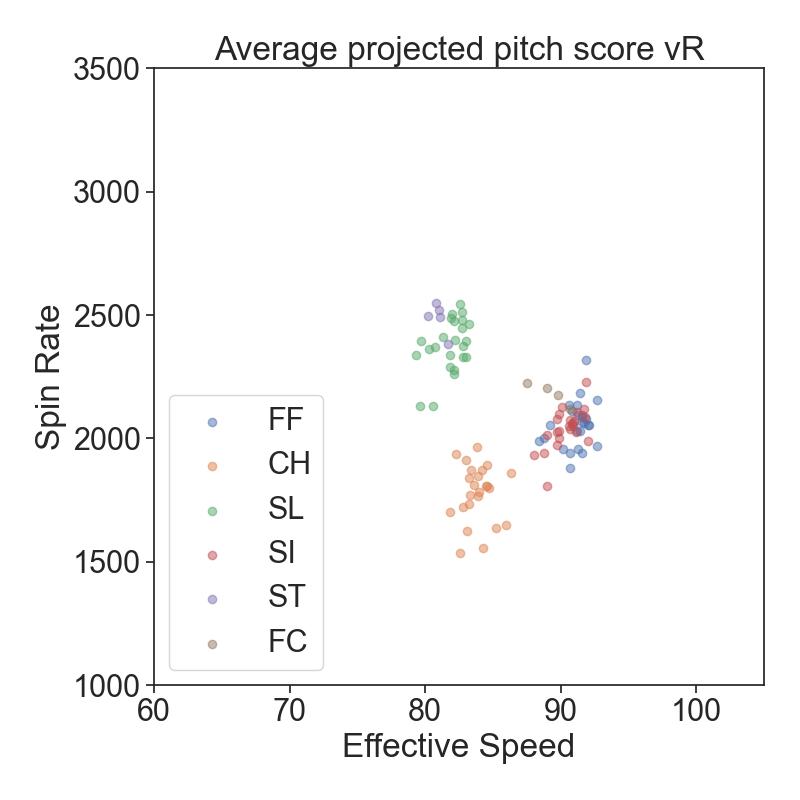 Average projected pitch score vR
3500
3000
2500
2000
1500
1000
Spin Rate
FF
CH
SL
SI
ST
FC
60
70
80
90
100
Effective Speed